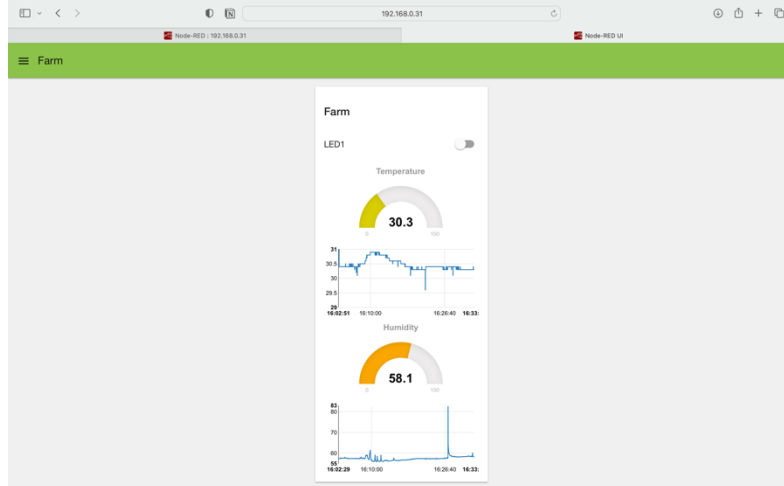 192.168.0.31
Node-RED : 192.168.0.31
Node-RED UI
Farm
Farm
LED1
Temperature
30.3
0 100
31
30.5
30
29.5
29
16:02:51 16:10:00 16:26:40 16:33:
Humidity
58.1
0 100
83
80
70
60
55
16:02:29 16:10:00 16:26:40 16:33: